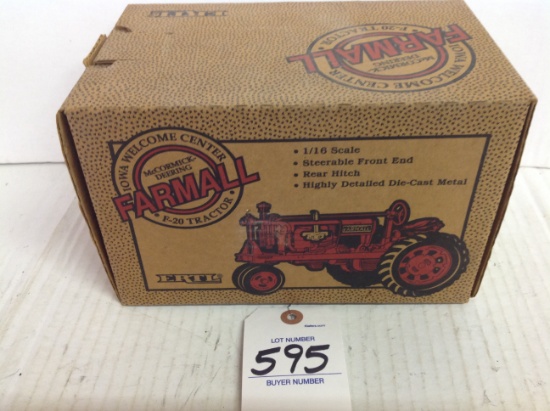 ERTL
IOWA WELCOME CENTER
McCORMICK-
DEERING
FARMALL
• F-20 TRACTOR •
IOWA WELCOME CENTER
McCORMICK-
DEERING
FARMALL
• F-20 TRACTOR •
• 1/16 Scale
• Steerable Front End
• Rear Hitch
• Highly Detailed Die-Cast Metal
ERTL
LOT NUMBER
595
BUYER NUMBER